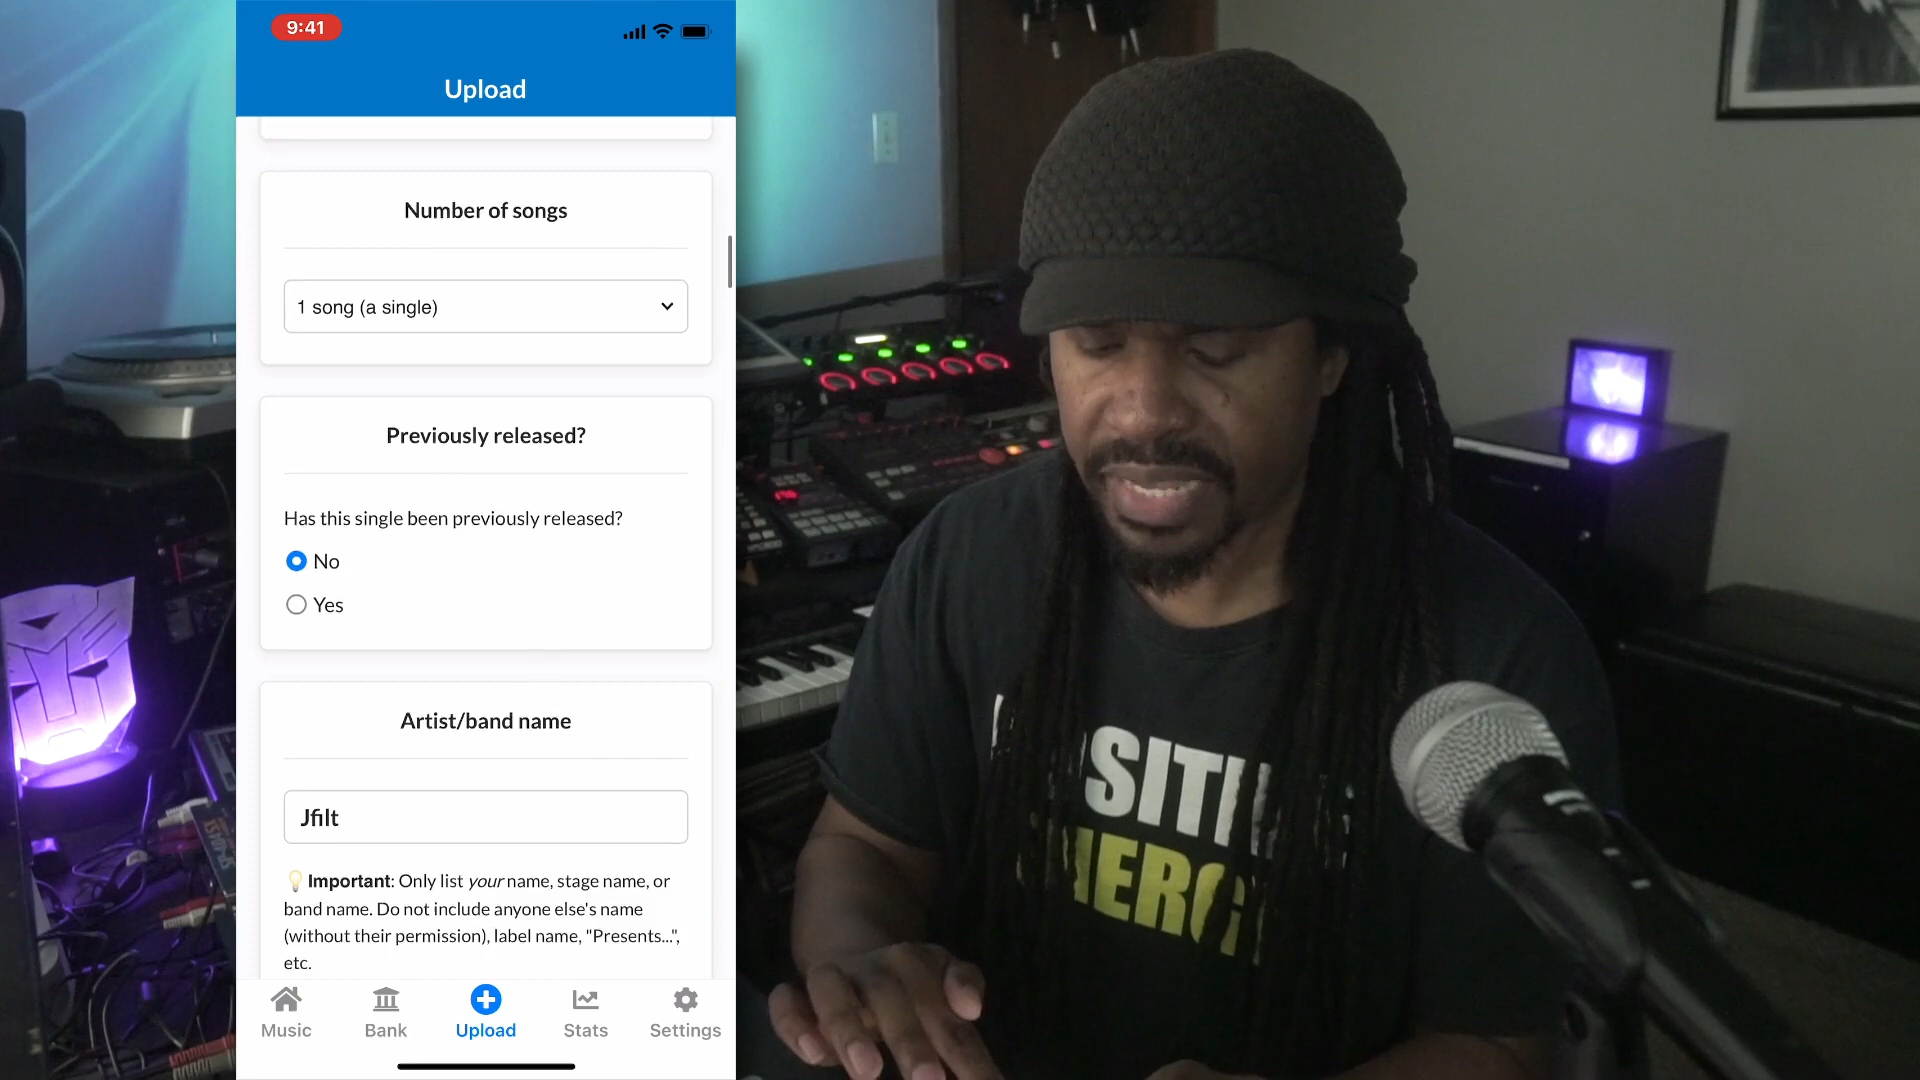 9:41
Upload
Number of songs
1 song (a single)
Previously released?
Has this single been previously released?
No
Yes
Artist/band name
Jfilt
💡 Important: Only list your name, stage name, or
band name. Do not include anyone else's name
(without their permission), label name, "Presents...",
etc.
Music
Bank
Upload
Stats
Settings